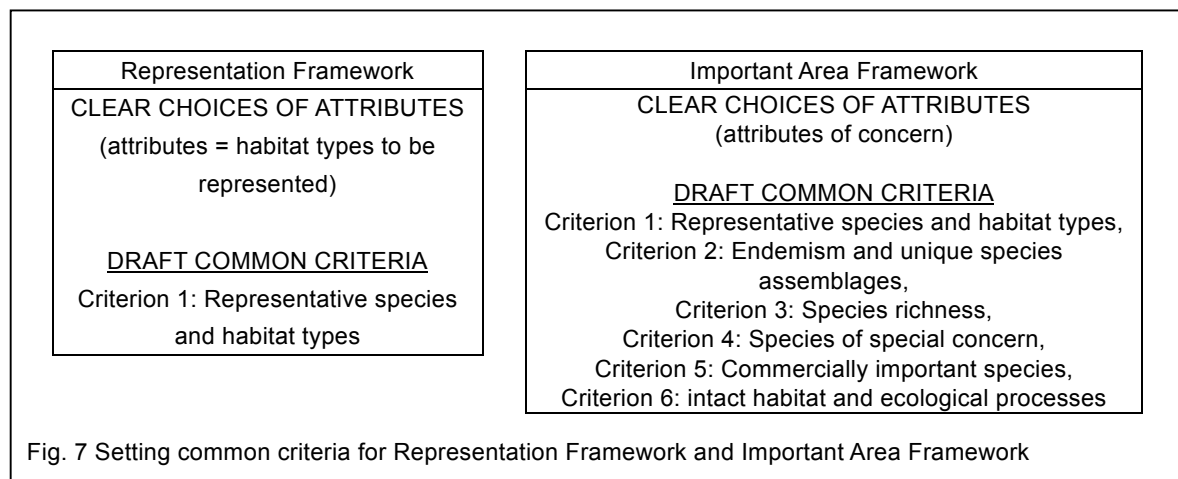 Representation Framework
CLEAR CHOICES OF ATTRIBUTES
(attributes = habitat types to be
represented)
DRAFT COMMON CRITERIA
Criterion 1: Representative species
and habitat types
Important Area Framework
CLEAR CHOICES OF ATTRIBUTES
(attributes of concern)
DRAFT COMMON CRITERIA
Criterion 1: Representative species and habitat types,
Criterion 2: Endemism and unique species
assemblages,
Criterion 3: Species richness,
Criterion 4: Species of special concern,
Criterion 5: Commercially important species,
Criterion 6: intact habitat and ecological processes
Fig. 7 Setting common criteria for Representation Framework and Important Area Framework